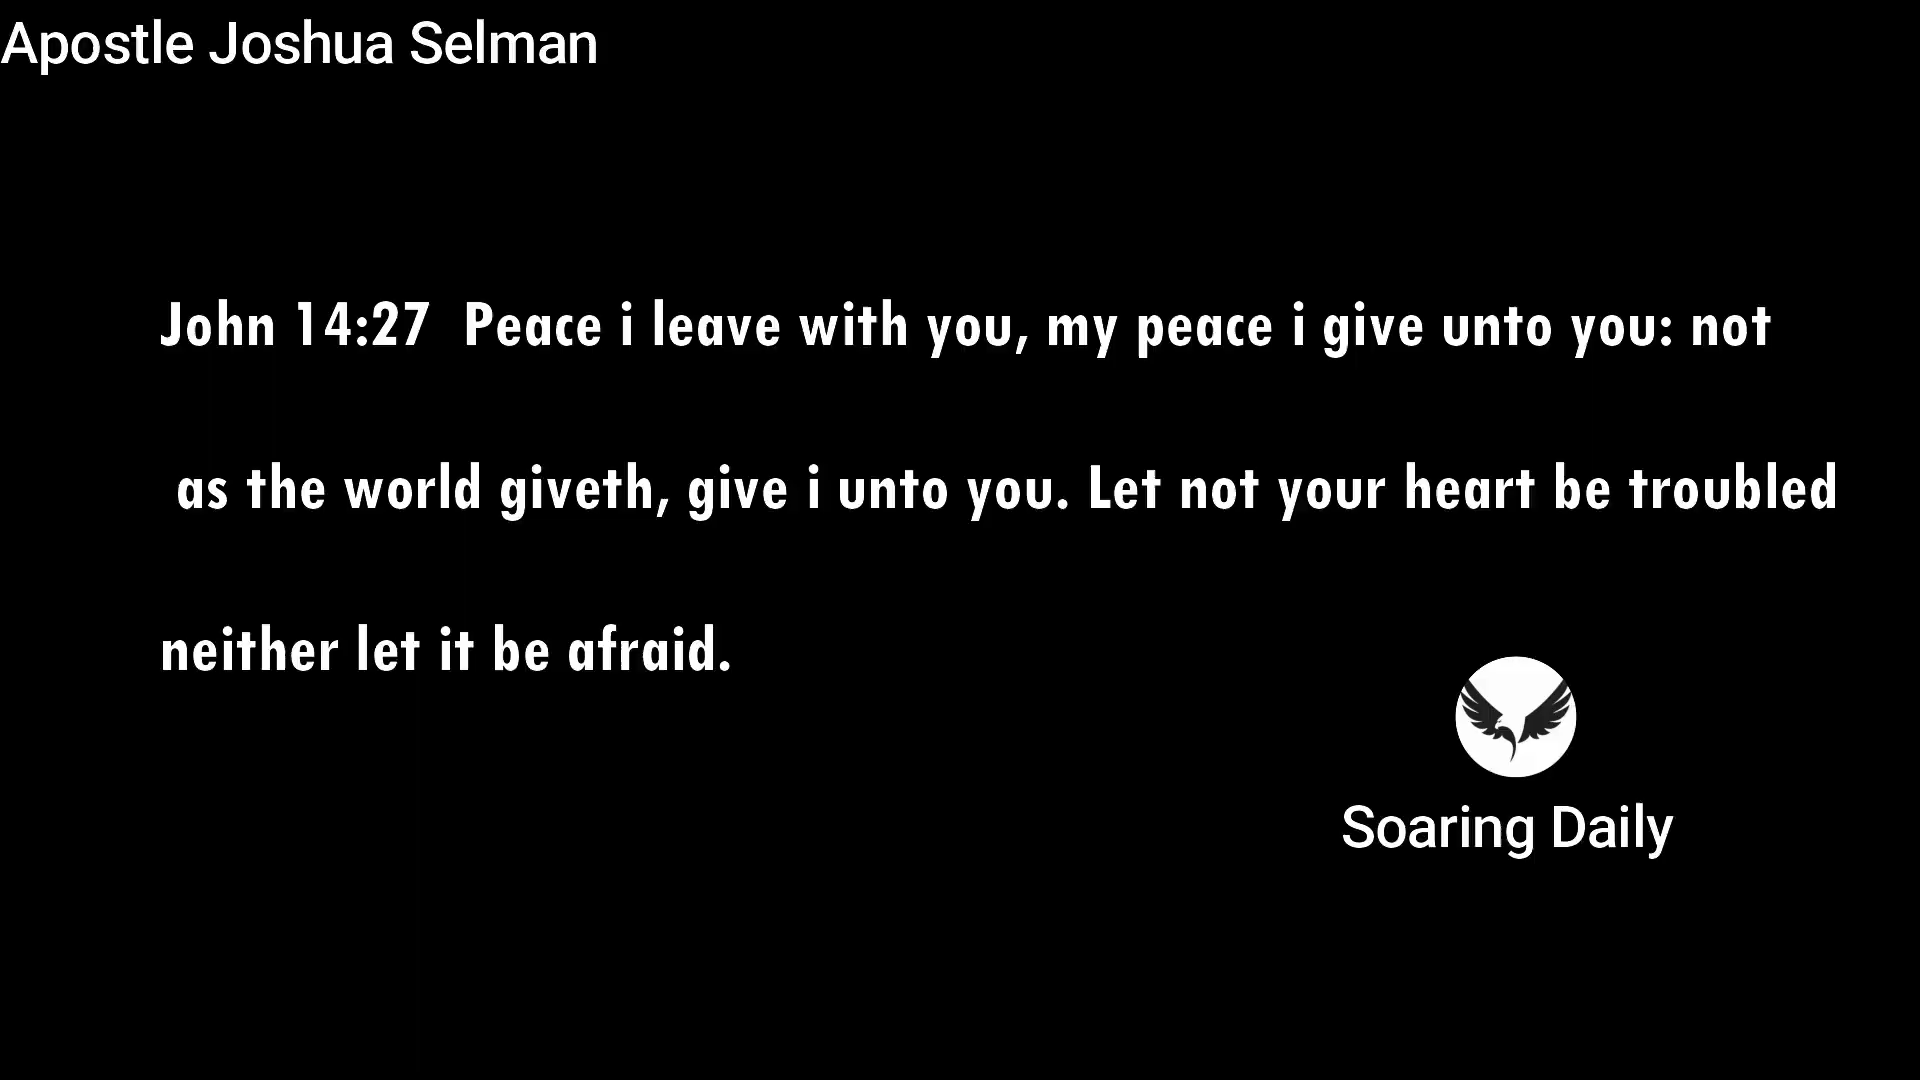 Apostle Joshua Selman
John 14:27  Peace i leave with you, my peace i give unto you: not
as the world giveth, give i unto you. Let not your heart be troubled
neither let it be afraid.
Soaring Daily